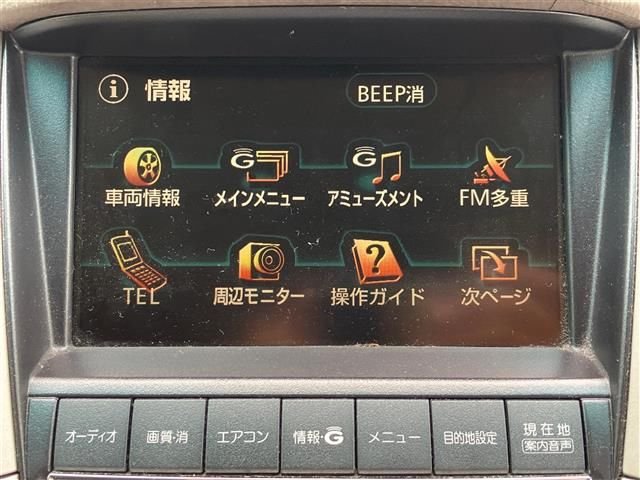 i 情報 BEEP消
車両情報 G メインメニュー G アミューズメント FM多重
TEL 周辺モニター ? 操作ガイド 次ページ
オーディオ 画質・消 エアコン 情報・G メニュー 目的地設定 現在地
案内音声